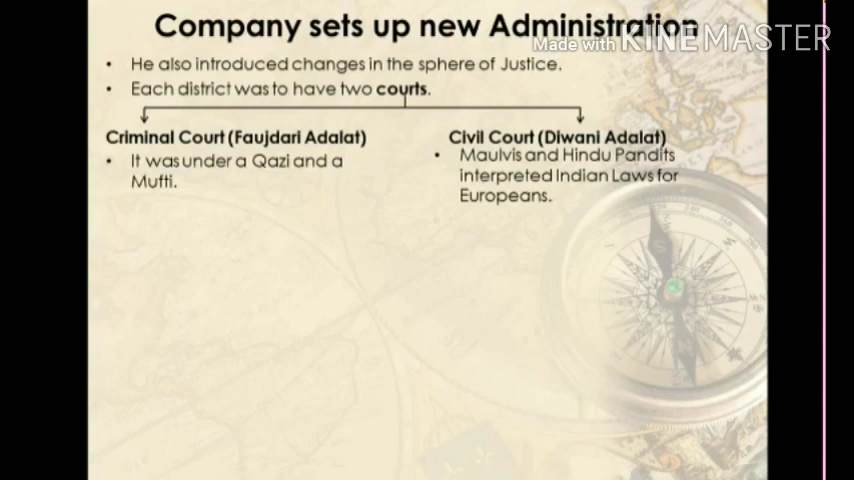 Company sets up new Administration
Made with KINEMASTER
• He also introduced changes in the sphere of Justice.
• Each district was to have two courts.
Criminal Court (Faujdari Adalat)
• It was under a Qazi and a
Mufti.
Civil Court (Diwani Adalat)
• Maulvis and Hindu Pandits
interpreted Indian Laws for
Europeans.